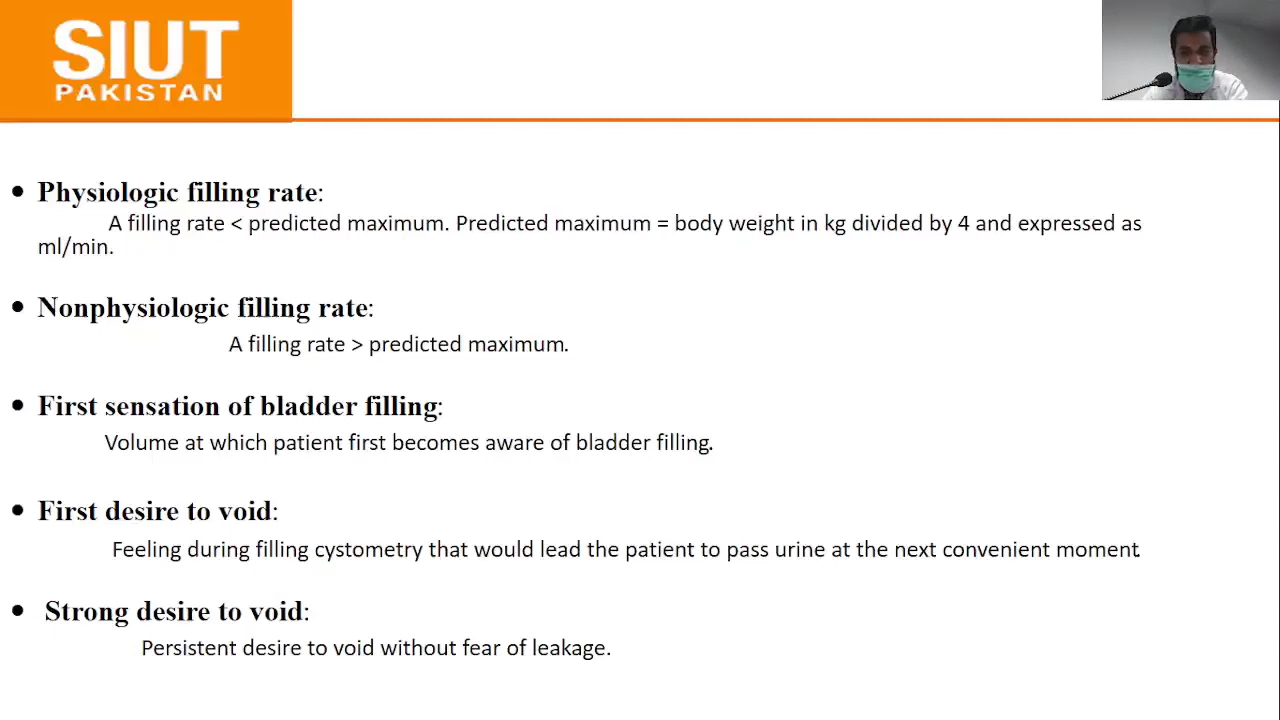 SIUT
PAKISTAN
• Physiologic filling rate:
A filling rate < predicted maximum. Predicted maximum = body weight in kg divided by 4 and expressed as
ml/min.
• Nonphysiologic filling rate:
A filling rate > predicted maximum.
• First sensation of bladder filling:
Volume at which patient first becomes aware of bladder filling.
• First desire to void:
Feeling during filling cystometry that would lead the patient to pass urine at the next convenient moment.
• Strong desire to void:
Persistent desire to void without fear of leakage.